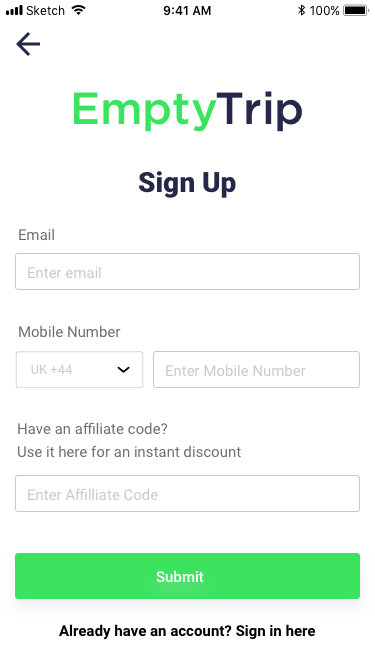 Sketch 9:41 AM 100%
EmptyTrip
Sign Up
Email
Enter email
Mobile Number
UK +44 Enter Mobile Number
Have an affiliate code?
Use it here for an instant discount
Enter Affilliate Code
Submit
Already have an account? Sign in here